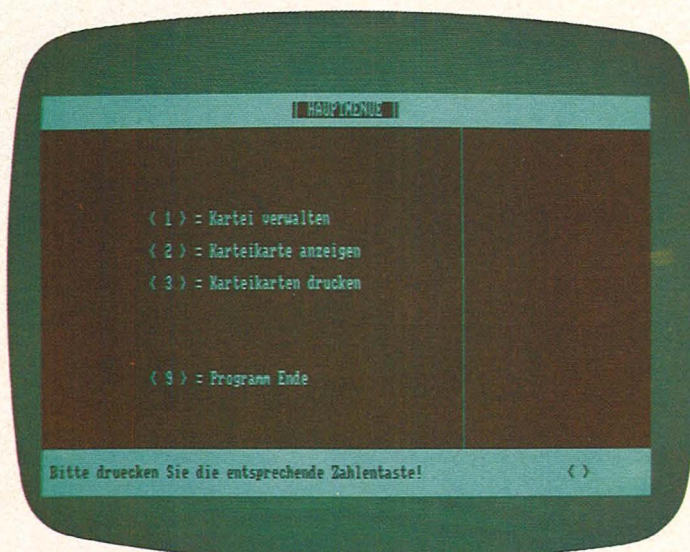 | HAUPTMENUE |
< 1 > = Kartei verwalten
< 2 > = Karteikarte anzeigen
< 3 > = Karteikarten drucken
< 9 > = Programm Ende
Bitte druecken Sie die entsprechende Zahlentaste! < >